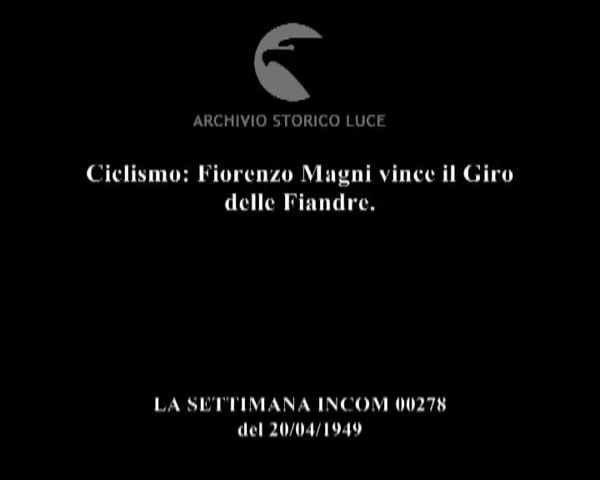 ARCHIVIO STORICO LUCE
Ciclismo: Fiorenzo Magni vince il Giro
delle Fiandre.
LA SETTIMANA INCOM 00278
del 20/04/1949